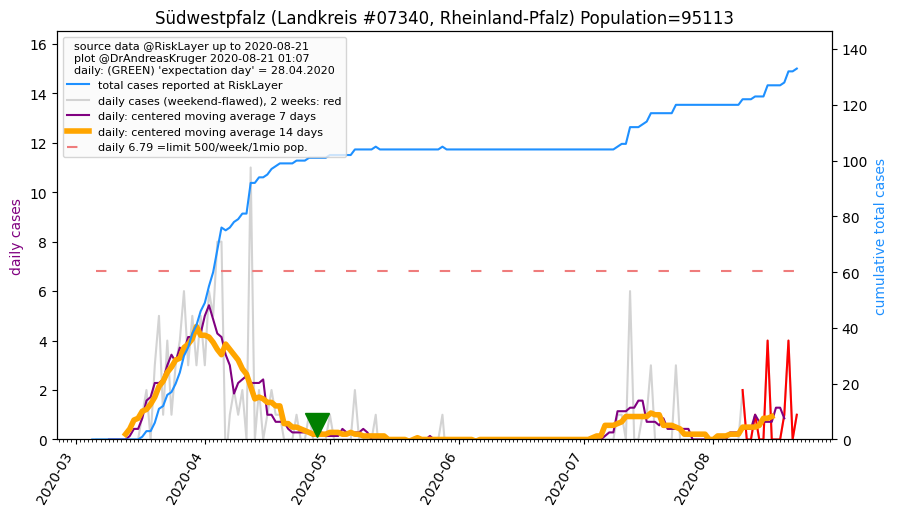 Südwestpfalz (Landkreis #07340, Rheinland-Pfalz) Population=95113
source data @RiskLayer up to 2020-08-21
plot @DrAndreasKruger 2020-08-21 01:07
daily: (GREEN) 'expectation day' = 28.04.2020
total cases reported at RiskLayer
daily cases (weekend-flawed), 2 weeks: red
daily: centered moving average 7 days
daily: centered moving average 14 days
daily 6.79 =limit 500/week/1mio pop.
daily cases
16
14
12
10
8
6
4
2
0
cumulative total cases
140
120
100
80
60
40
20
0
2020-03
2020-04
2020-05
2020-06
2020-07
2020-08